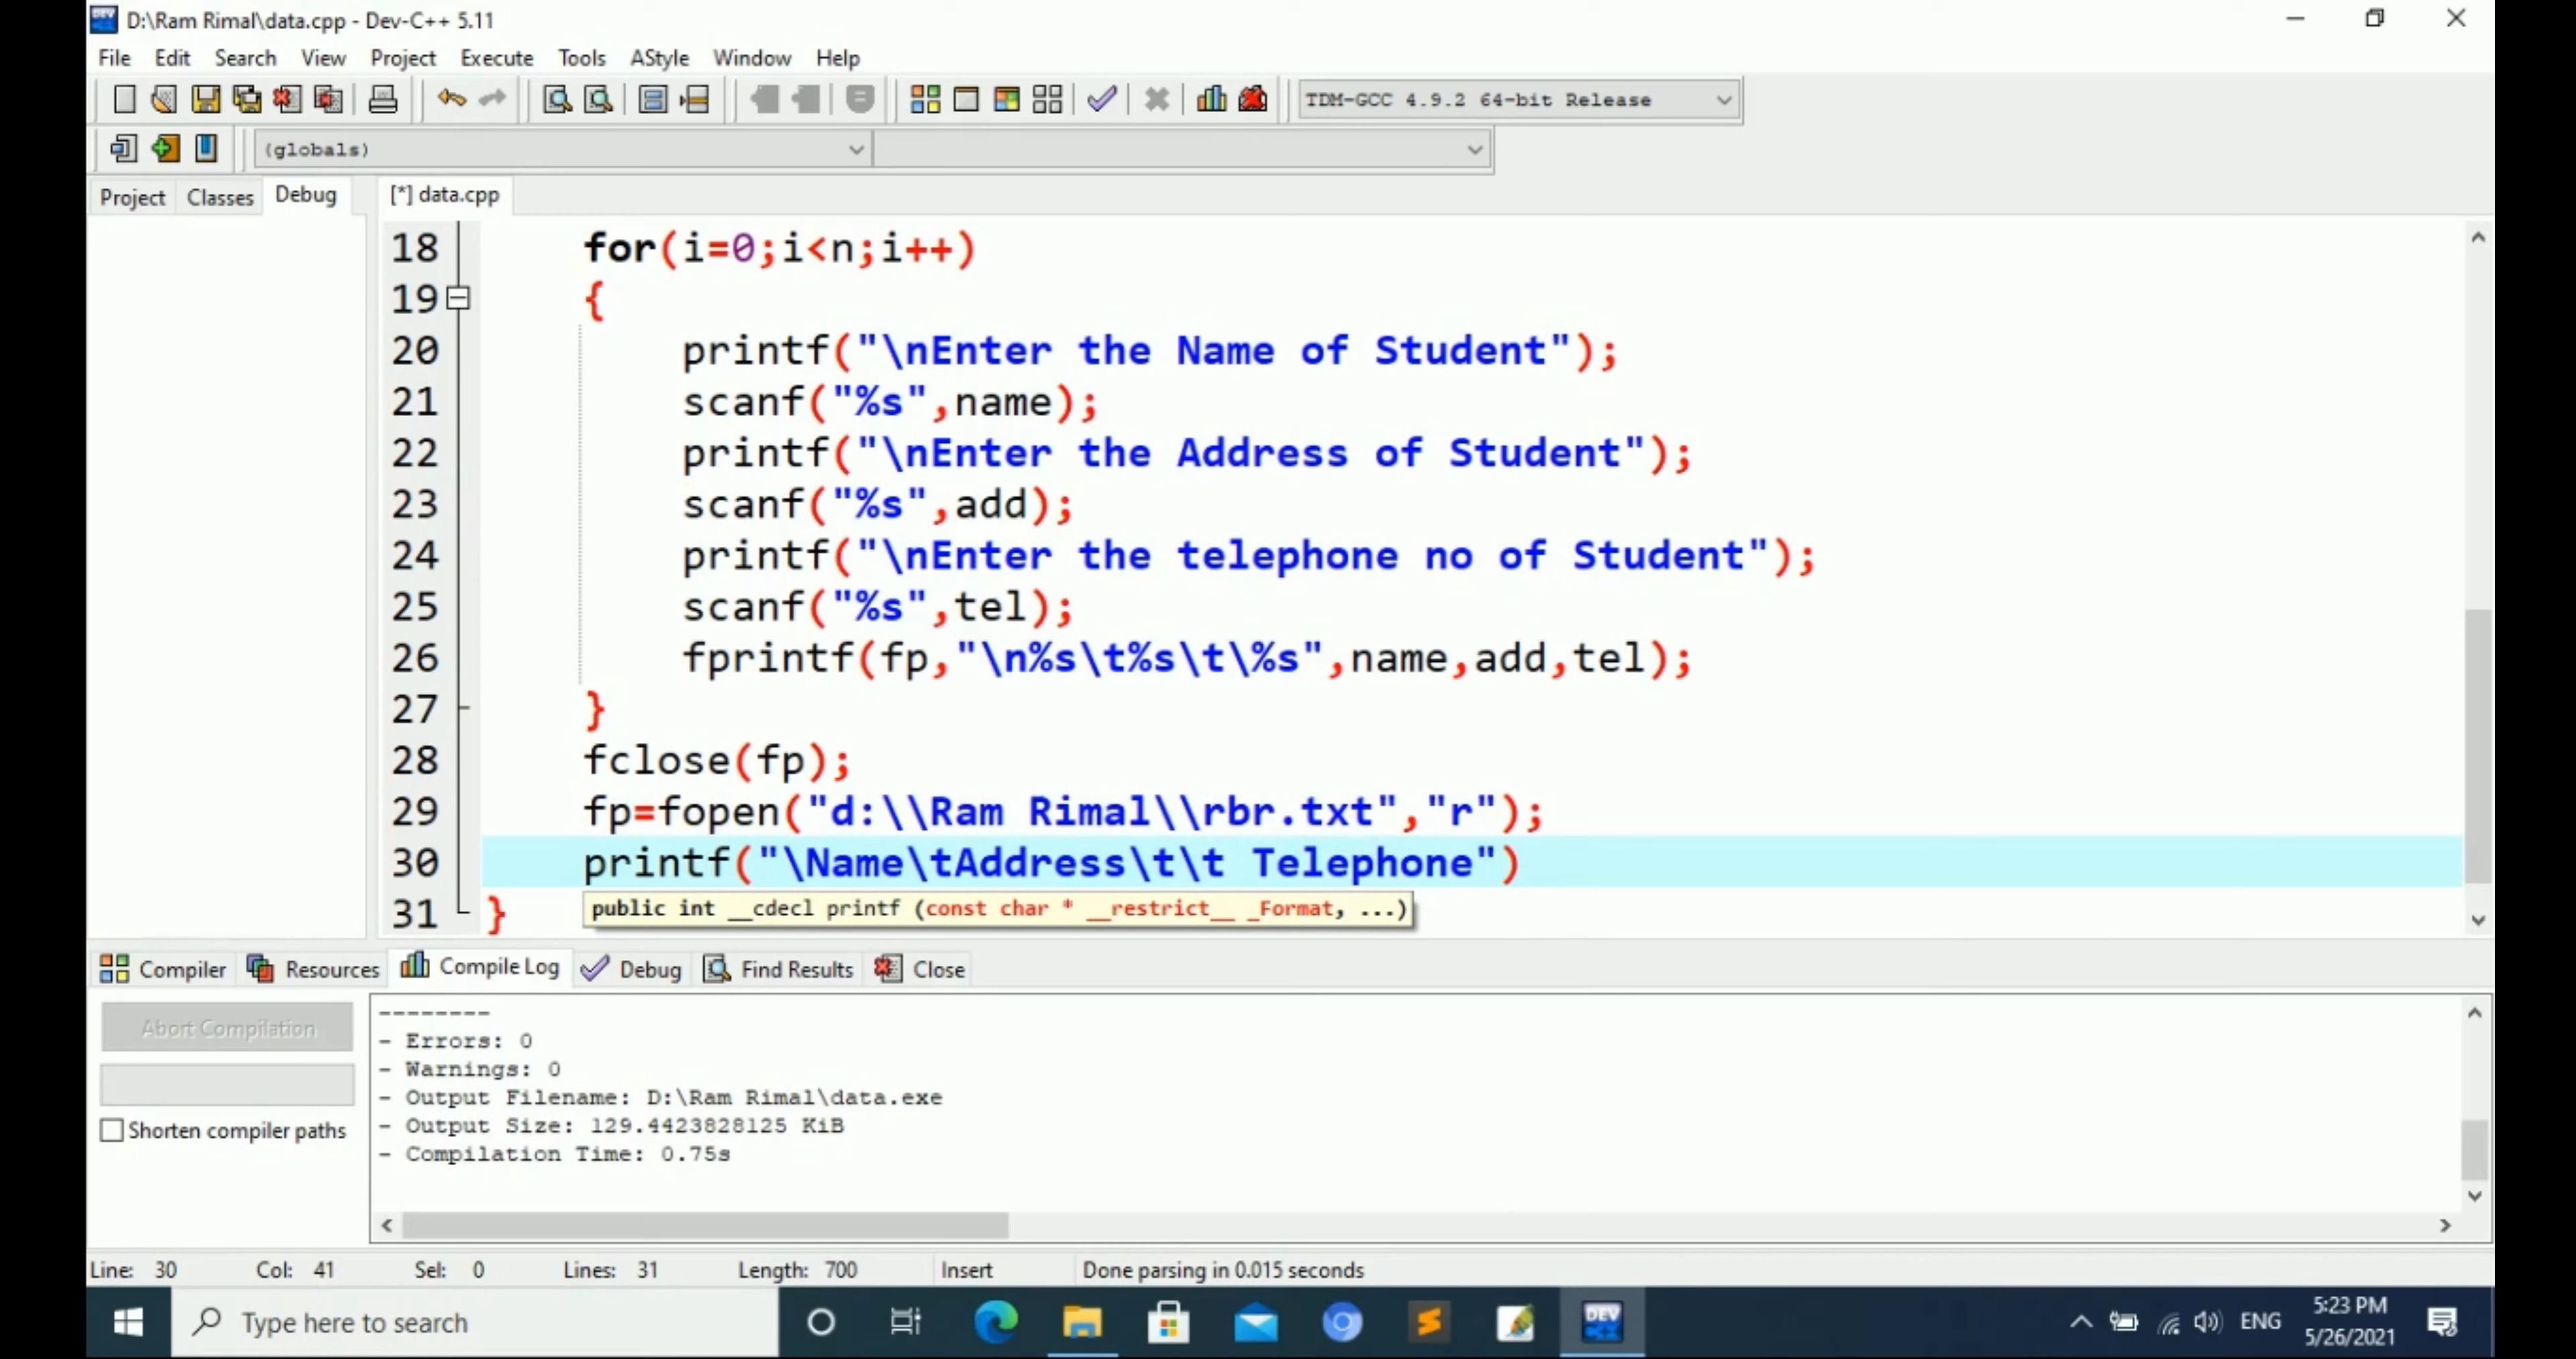 D:\Ram Rimal\data.cpp - Dev-C++ 5.11
File Edit Search View Project Execute Tools AStyle Window Help
TDM-GCC 4.9.2 64-bit Release
(globals)
Project Classes Debug [*] data.cpp
18 for(i=0;i<n;i++)
19 {
20 printf("\nEnter the Name of Student");
21 scanf("%s",name);
22 printf("\nEnter the Address of Student");
23 scanf("%s",add);
24 printf("\nEnter the telephone no of Student");
25 scanf("%s",tel);
26 fprintf(fp,"\n%s\t%s\t\%s",name,add,tel);
27 }
28 fclose(fp);
29 fp=fopen("d:\\Ram Rimal\\rbr.txt","r");
30 printf("\Name\tAddress\t\t Telephone")
31 }
public int __cdecl printf (const char * __restrict__ _Format, ...)
Compiler Resources Compile Log Debug Find Results Close
Abort Compilation
Shorten compiler paths
--------
- Errors: 0
- Warnings: 0
- Output Filename: D:\Ram Rimal\data.exe
- Output Size: 129.4423828125 KiB
- Compilation Time: 0.75s
Line: 30 Col: 41 Sel: 0 Lines: 31 Length: 700 Insert Done parsing in 0.015 seconds
Type here to search
DEV
ENG
5:23 PM
5/26/2021